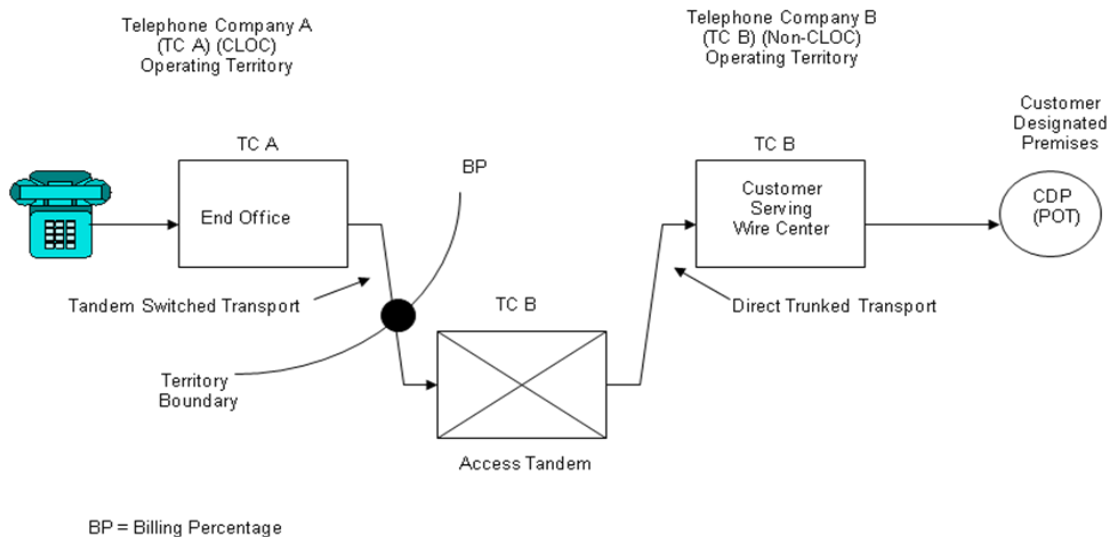 Telephone Company A
(TC A) (CLOC)
Operating Territory
Telephone Company B
(TC B) (Non-CLOC)
Operating Territory
Customer
Designated
Premises
TC A
BP
TC B
End Office
Customer
Serving
Wire Center
CDP
(POT)
Tandem Switched Transport
TC B
Direct Trunked Transport
Territory
Boundary
Access Tandem
BP = Billing Percentage